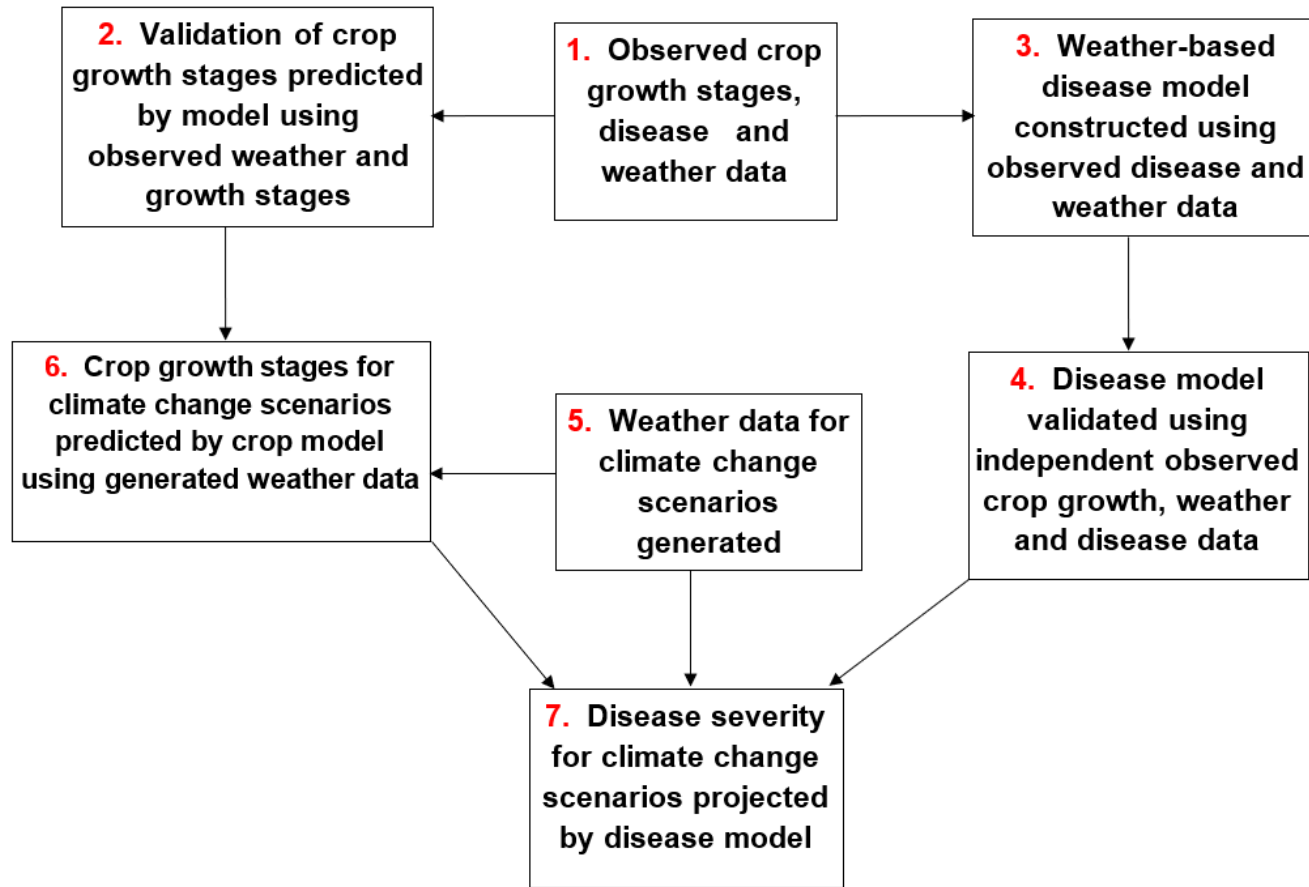 2. Validation of crop
growth stages predicted
by model using
observed weather and
growth stages
1. Observed crop
growth stages,
disease and
weather data
3. Weather-based
disease model
constructed using
observed disease and
weather data
6. Crop growth stages for
climate change scenarios
predicted by crop model
using generated weather data
5. Weather data for
climate change
scenarios
generated
4. Disease model
validated using
independent observed
crop growth, weather
and disease data
7. Disease severity
for climate change
scenarios projected
by disease model